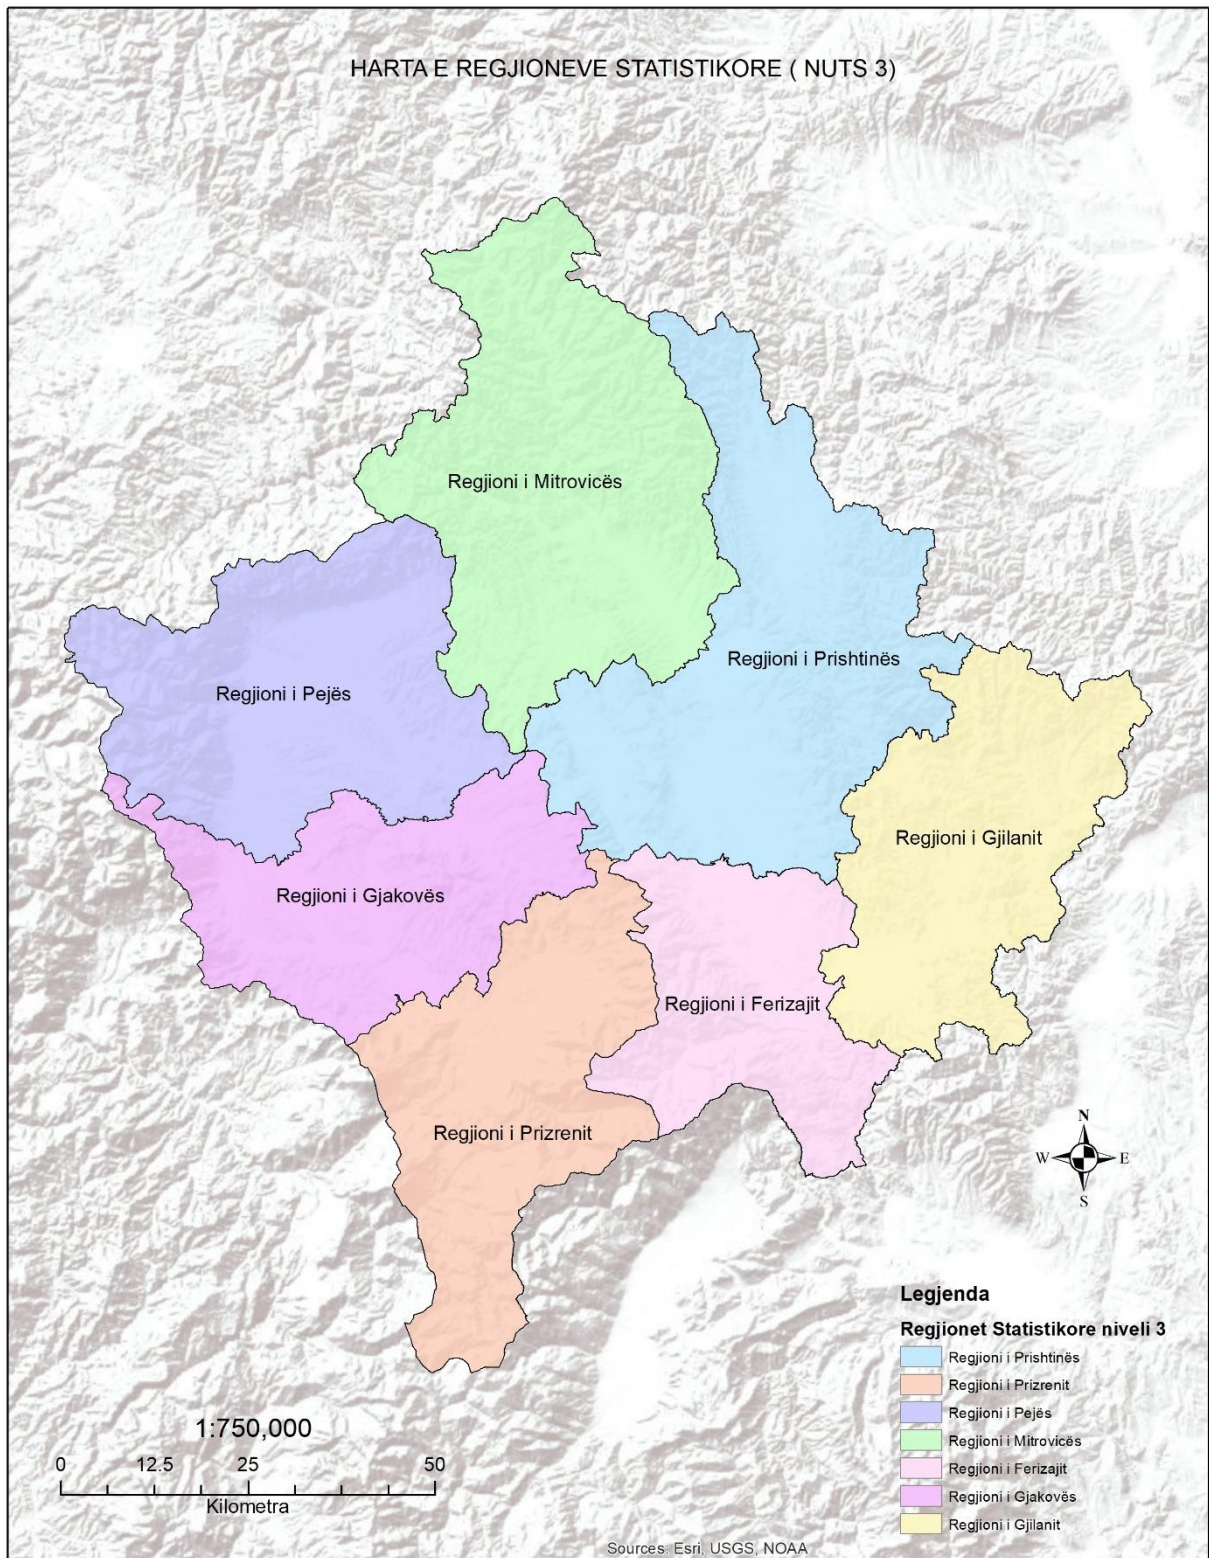 HARTA E REGJIONEVE STATISTIKORE ( NUTS 3)
Regjioni i Mitrovicës
Regjioni i Prishtinës
Regjioni i Pejës
Regjioni i Gjilanit
Regjioni i Gjakovës
Regjioni i Ferizajit
Regjioni i Prizrenit
N
W E
S
Legjenda
Regjionet Statistikore niveli 3
Regjioni i Prishtinës
Regjioni i Prizrenit
Regjioni i Pejës
Regjioni i Mitrovicës
Regjioni i Ferizajit
Regjioni i Gjakovës
Regjioni i Gjilanit
1:750,000
0 12.5 25 50
Kilometra
Sources: Esri, USGS, NOAA